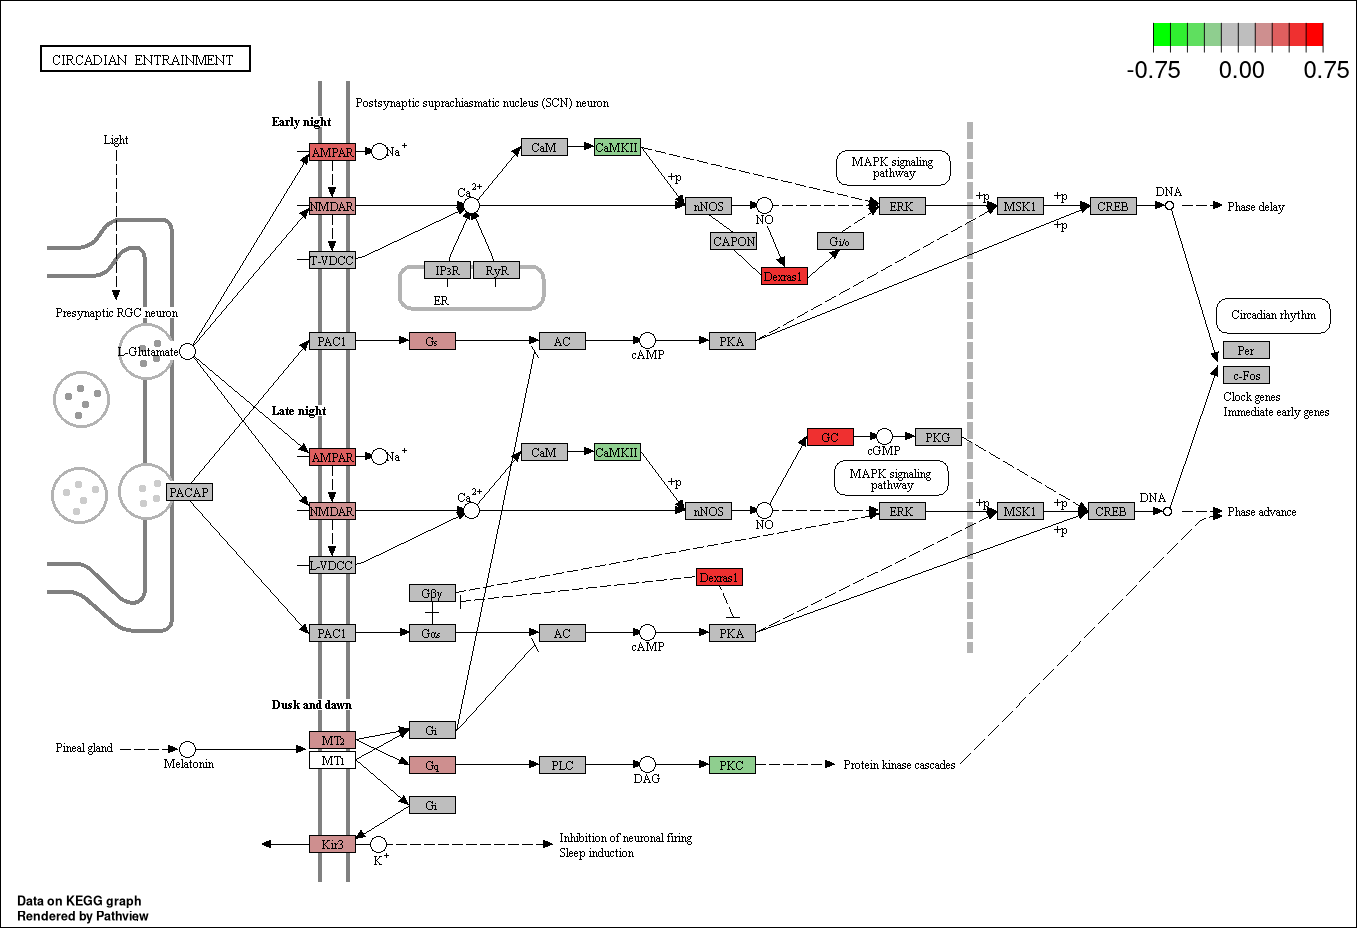 -0.75 0.00 0.75
CIRCADIAN ENTRAINMENT
Postsynaptic suprachiasmatic nucleus (SCN) neuron
Early night
Light
AMPAR
Na+
CaM
CaMKII
MAPK signaling
pathway
+p
Ca2+
NMDAR
nNOS
NO
ERK
+p
MSK1
+p
CREB
DNA
Phase delay
+p
CAPON
Gi/o
T-VDCC
IP3R
RyR
Dexras1
ER
Presynaptic RGC neuron
Circadian rhythm
L-Glutamate
PAC1
Gs
AC
cAMP
PKA
Per
c-Fos
Clock genes
Immediate early genes
Late night
AMPAR
Na+
CaM
CaMKII
GC
cGMP
PKG
MAPK signaling
pathway
+p
PACAP
Ca2+
NMDAR
nNOS
NO
ERK
+p
MSK1
+p
CREB
DNA
Phase advance
+p
L-VDCC
Dexras1
Gβγ
PAC1
Gαs
AC
cAMP
PKA
Dusk and dawn
Pineal gland
Melatonin
MT2
MT1
Gi
Gq
PLC
DAG
PKC
Protein kinase cascades
Gi
Kir3
K+
Inhibition of neuronal firing
Sleep induction
Data on KEGG graph
Rendered by Pathview